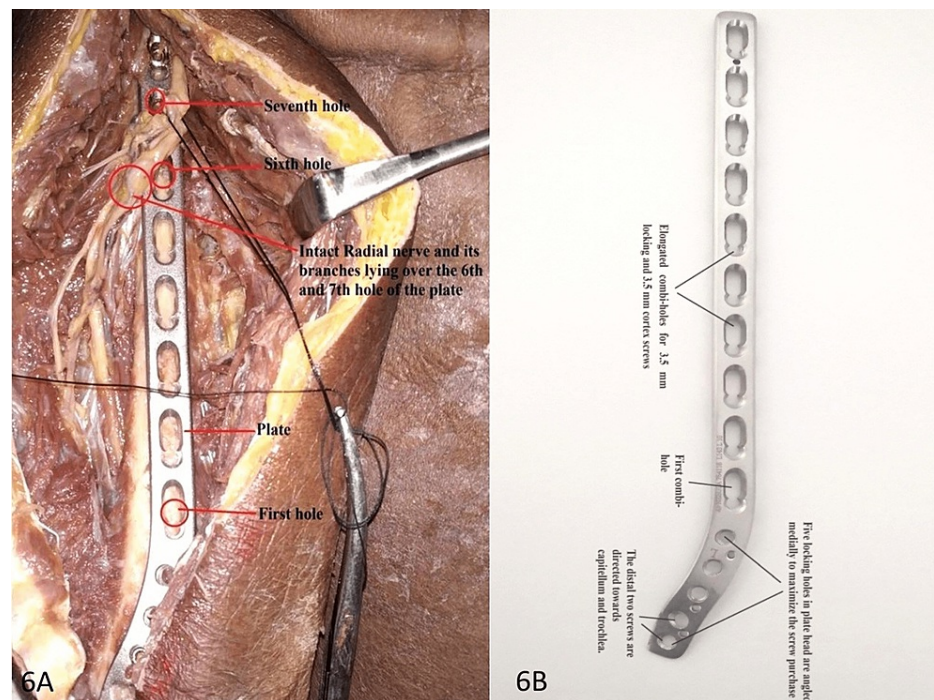 Seventh hole
Sixth hole
Intact Radial nerve and its
branches lying over the 6th
and 7th hole of the plate
Plate
First hole
6A
Elongated combi-holes for 3.5 mm
locking and 3.5 mm cortex screws
First combi-
hole
Five locking holes in plate head are angled
medially to maximize the screw purchase
The distal two screws are
directed towards
capitellum and trochlea.
6B